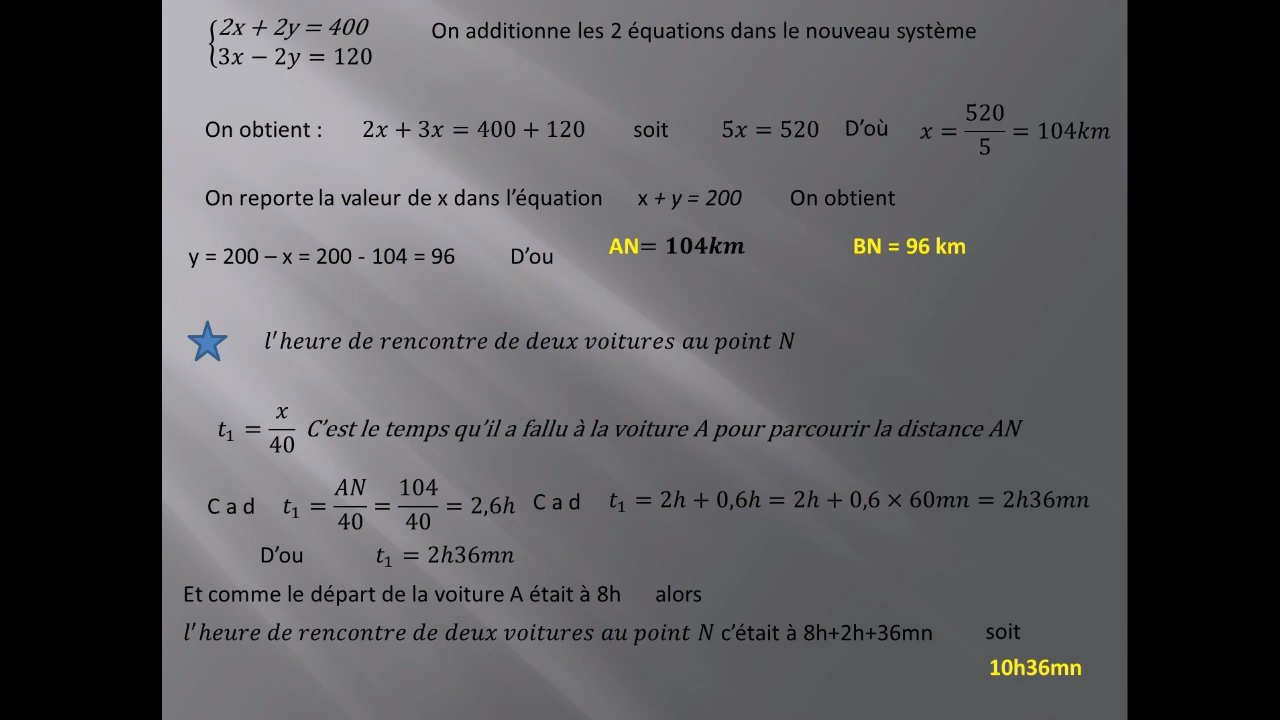 {2x + 2y = 400
3x − 2y = 120
On additionne les 2 équations dans le nouveau système
On obtient : 2x + 3x = 400 + 120 soit 5x = 520 D’où x = 520/5 = 104km
On reporte la valeur de x dans l’équation x + y = 200 On obtient
y = 200 – x = 200 - 104 = 96 D’ou AN= 104km BN = 96 km
l′heure de rencontre de deux voitures au point N
t₁ = x/40 C’est le temps qu’il a fallu à la voiture A pour parcourir la distance AN
C a d t₁ = AN/40 = 104/40 = 2,6h C a d t₁ = 2h + 0,6h = 2h + 0,6 × 60mn = 2h36mn
D’ou t₁ = 2h36mn
Et comme le départ de la voiture A était à 8h alors
l′heure de rencontre de deux voitures au point N c’était à 8h+2h+36mn soit
10h36mn